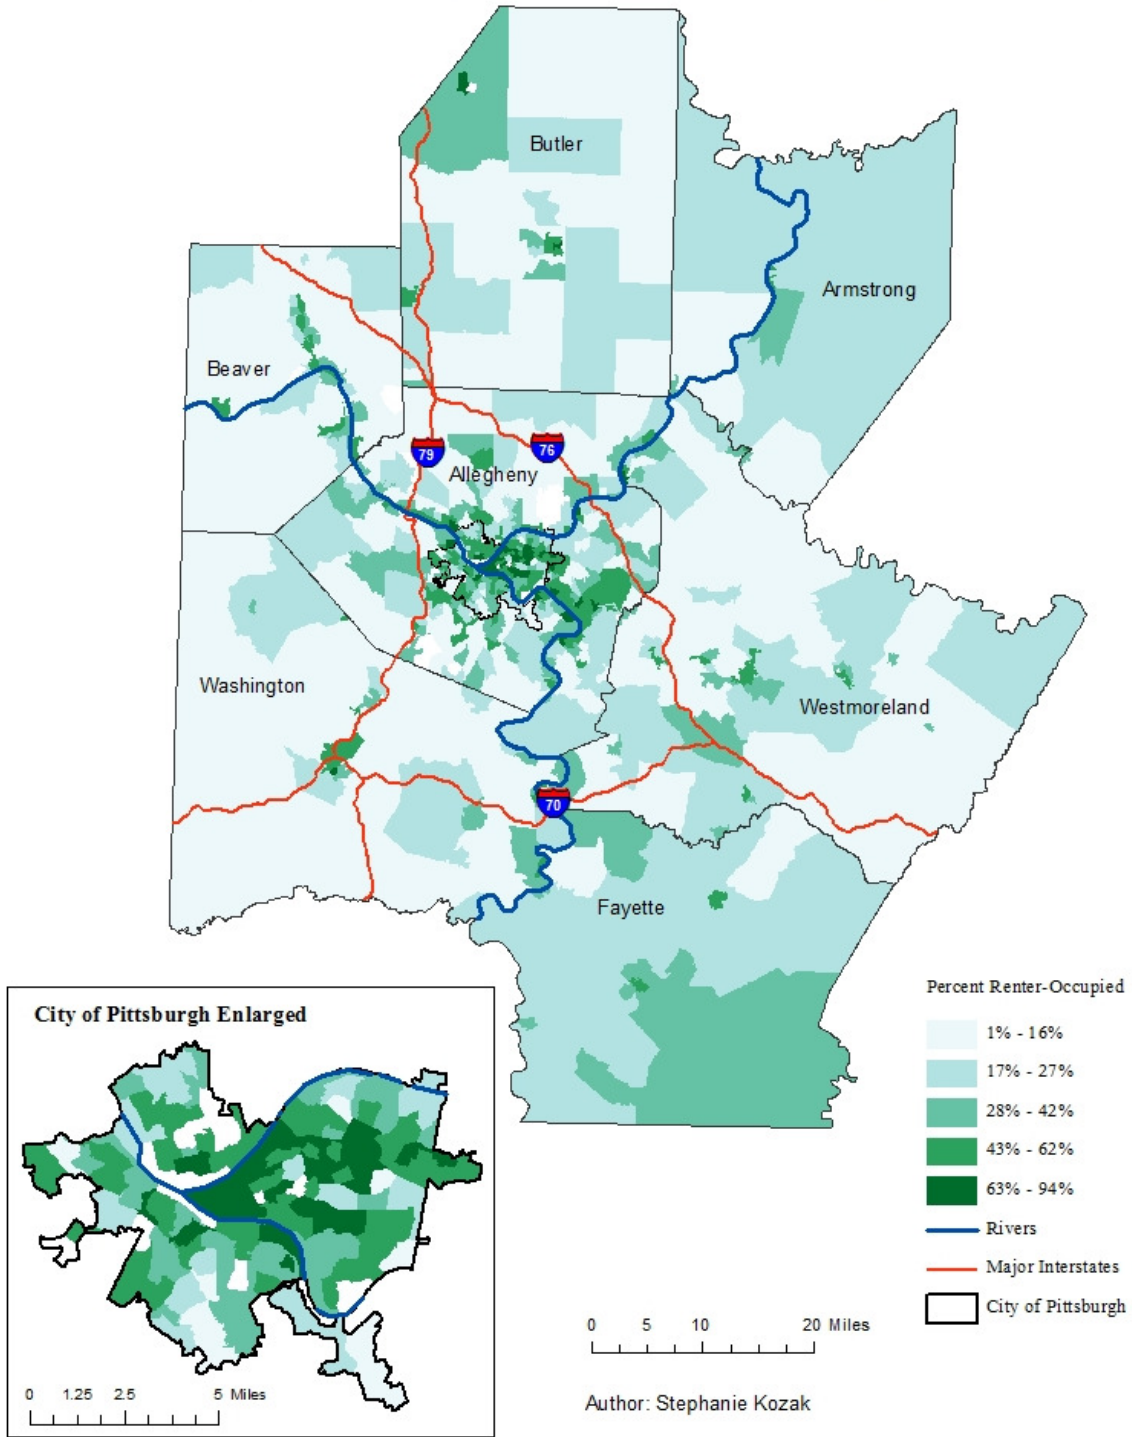 Butler
Armstrong
Beaver
79
76
Allegheny
Washington
Westmoreland
70
Fayette
Percent Renter-Occupied
1% - 16%
17% - 27%
28% - 42%
43% - 62%
63% - 94%
Rivers
Major Interstates
City of Pittsburgh
City of Pittsburgh Enlarged
0 1.25 2.5 5 Miles
0 5 10 20 Miles
Author: Stephanie Kozak